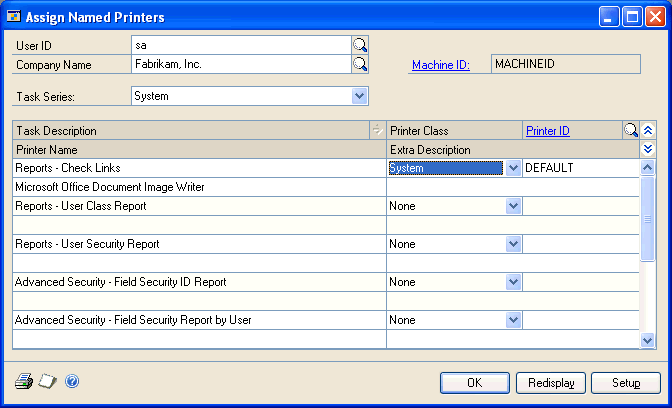 Assign Named Printers
User ID sa
Company Name Fabrikam, Inc. Machine ID: MACHINEID
Task Series: System
Task Description Printer Class Printer ID
Printer Name Extra Description
Reports - Check Links System DEFAULT
Microsoft Office Document Image Writer
Reports - User Class Report None
Reports - User Security Report None
Advanced Security - Field Security ID Report None
Advanced Security - Field Security Report by User None
OK Redisplay Setup